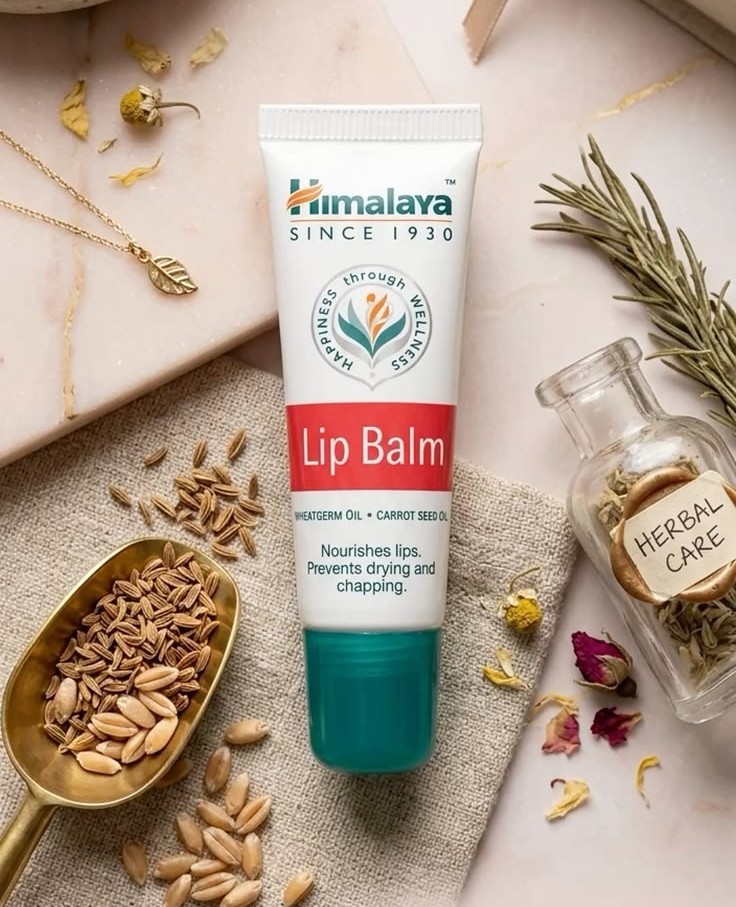 Himalaya™
SINCE 1930
HAPPINESS through WELLNESS
Lip Balm
WHEATGERM OIL • CARROT SEED OIL
Nourishes lips.
Prevents drying and
chapping.
HERBAL
CARE